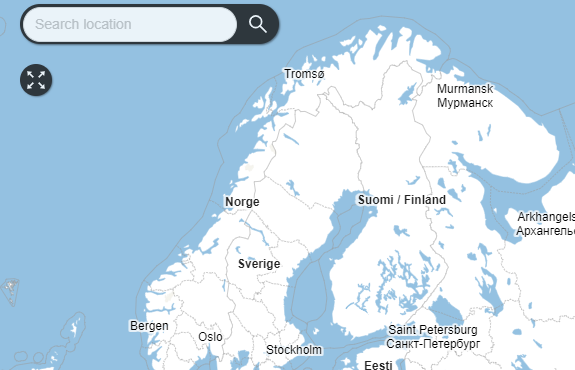 Search location
Tromsø
Murmansk
Мурманск
Norge
Suomi / Finland
Arkhangels
Архангельс
Sverige
Bergen
Oslo
Saint Petersburg
Санкт-Петербург
Stockholm
Eesti